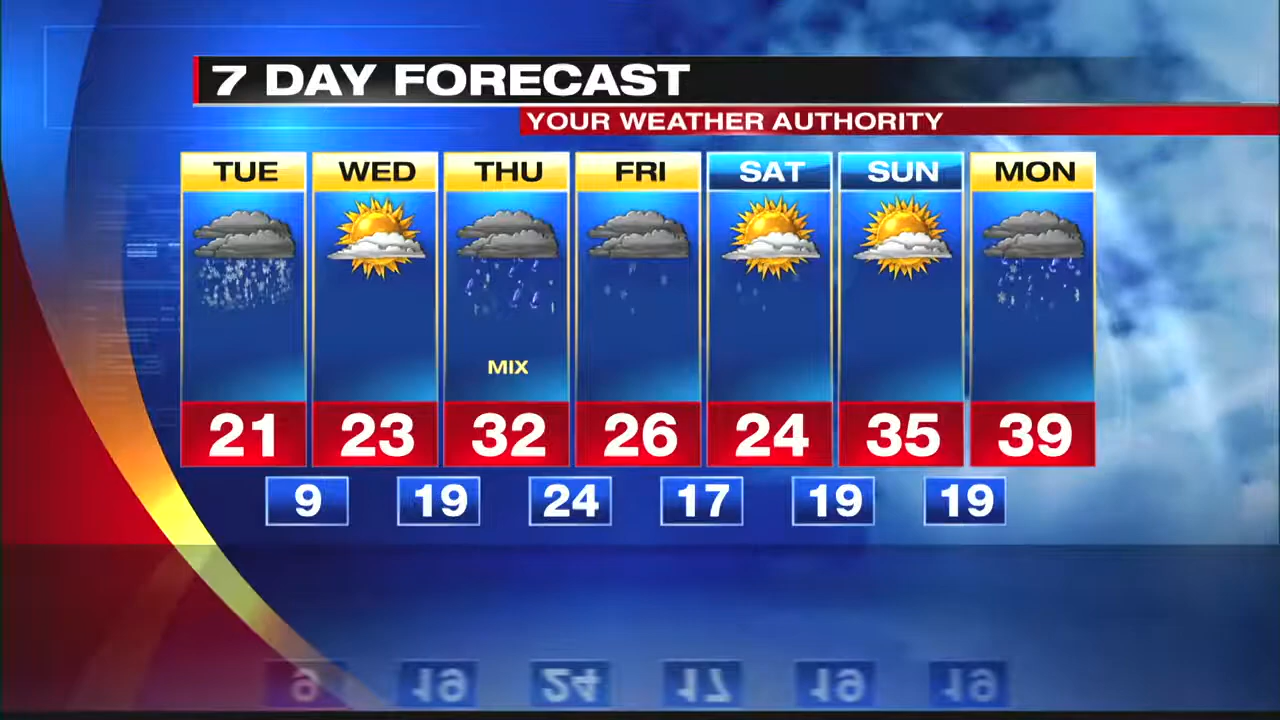 7 DAY FORECAST
YOUR WEATHER AUTHORITY
TUE WED THU FRI SAT SUN MON
MIX
21 23 32 26 24 35 39
9 19 24 17 19 19